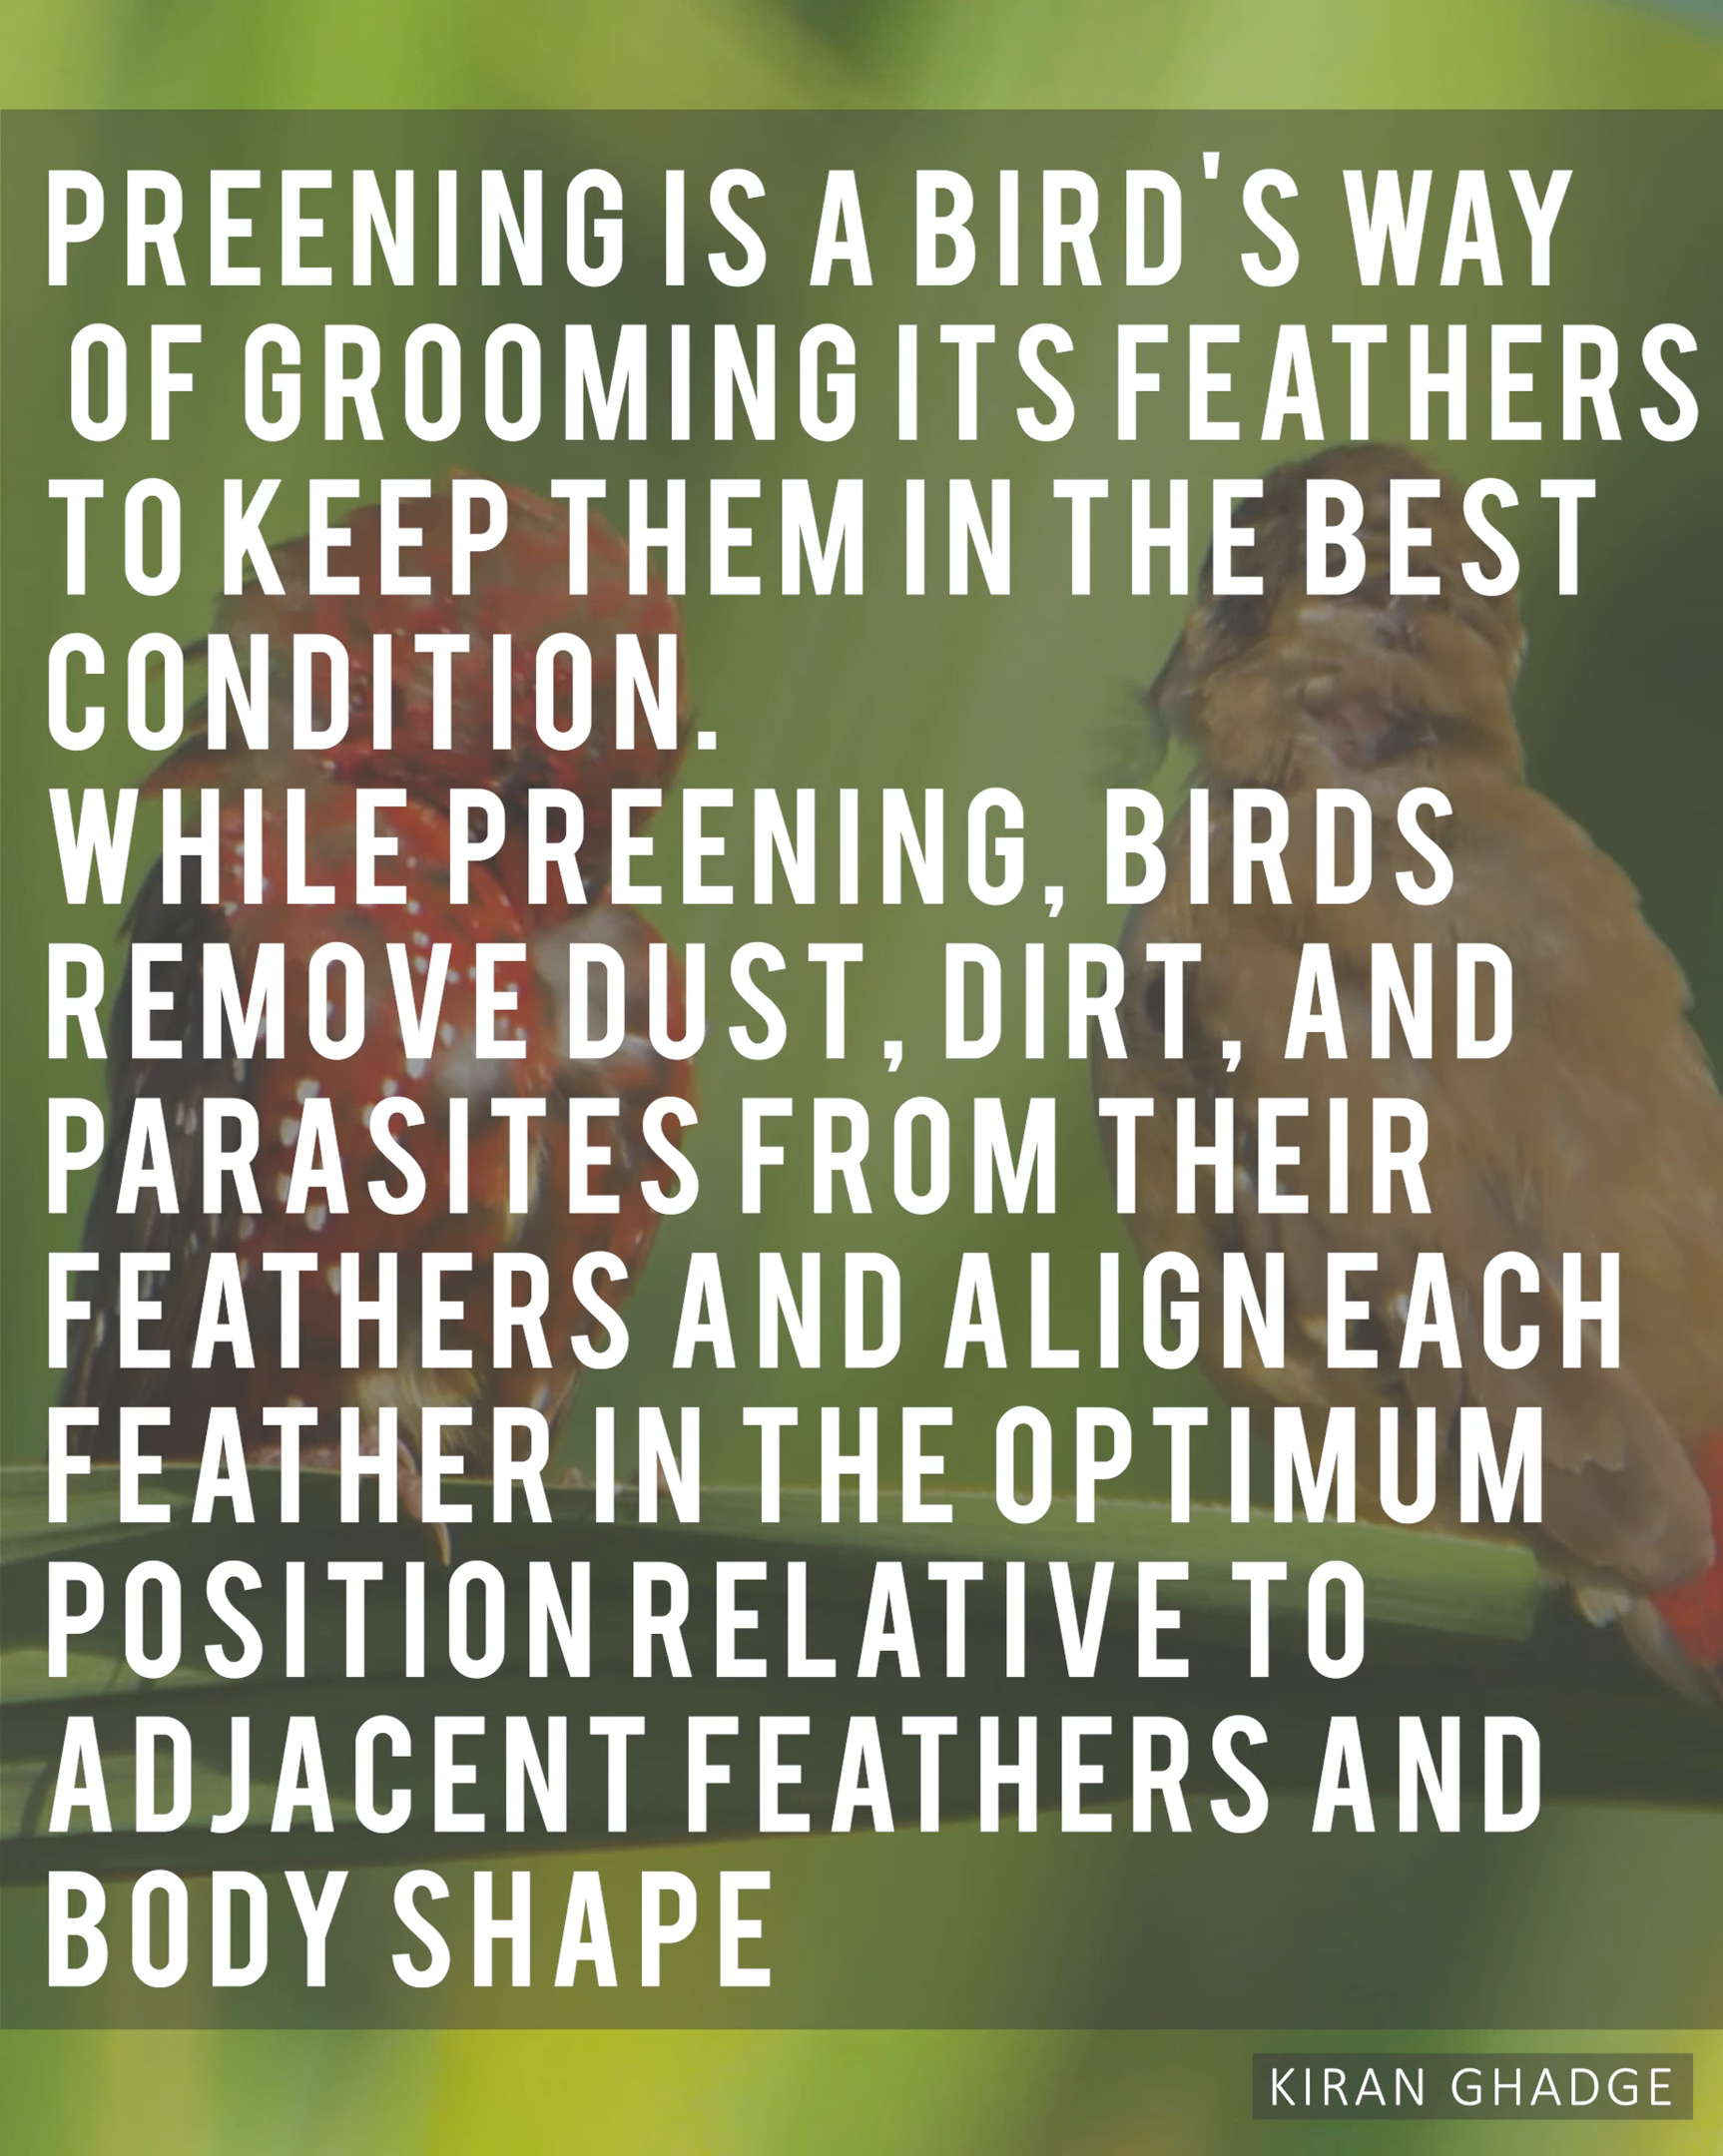 PREENING IS A BIRD'S WAY
OF GROOMING ITS FEATHERS
TO KEEP THEM IN THE BEST
CONDITION.
WHILE PREENING, BIRDS
REMOVE DUST, DIRT, AND
PARASITES FROM THEIR
FEATHERS AND ALIGN EACH
FEATHER IN THE OPTIMUM
POSITION RELATIVE TO
ADJACENT FEATHERS AND
BODY SHAPE
KIRAN GHADGE